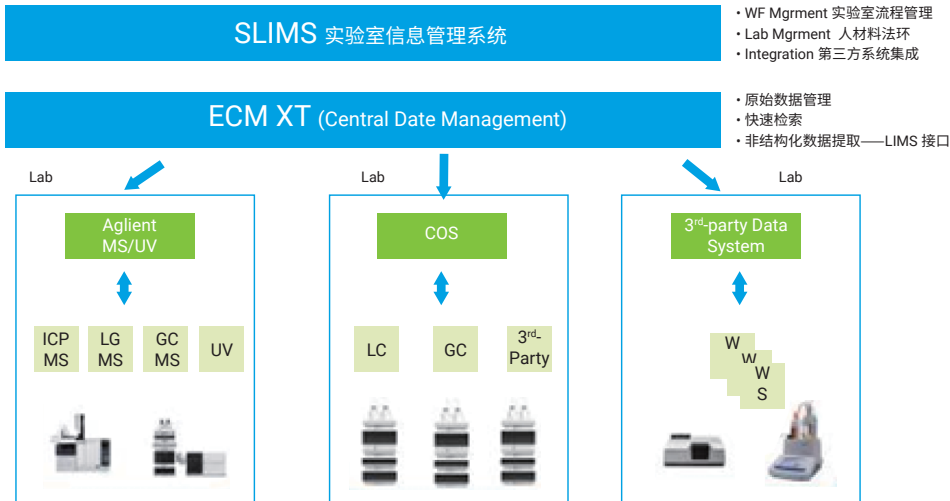 SLIMS 实验室信息管理系统
• WF Mgrment 实验室流程管理
• Lab Mgrment 人材料法环
• Integration 第三方系统集成
ECM XT (Central Date Management)
• 原始数据管理
• 快速检索
• 非结构化数据提取——LIMS 接口
Lab
Lab
Lab
Aglient
MS/UV
COS
3rd-party Data
System
ICP
MS
LG
MS
GC
MS
UV
LC
GC
3rd-
Party
W
W
W
S